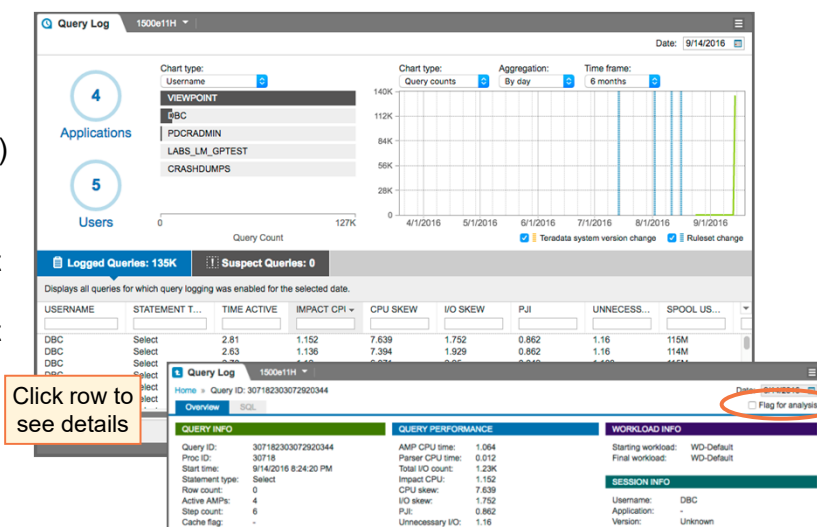 Query Log 1500e11H
Date: 9/14/2016
4
Applications
5
Users
)
Chart type:
Username
VIEWPOINT
DBC
PDCRADMIN
LABS_LM_GPTEST
CRASHDUMPS
0 127K
Query Count
Chart type: Aggregation: Time frame:
Query counts By day 6 months
140K
112K
84K
56K
28K
0
4/1/2016 5/1/2016 6/1/2016 7/1/2016 8/1/2016 9/1/2016
Teradata system version change Ruleset change
Logged Queries: 135K Suspect Queries: 0
Displays all queries for which query logging was enabled for the selected date.
USERNAME STATEMENT T... TIME ACTIVE IMPACT CPU CPU SKEW I/O SKEW PJI UNNECESS... SPOOL US...
DBC Select 2.81 1.152 7.639 1.752 0.862 1.16 115M
DBC Select 2.63 1.136 7.394 1.929 0.862 1.16 114M
DBC Select
Click row to
see details
Query Log 1500e11H
Home » Query ID: 307182303072920344
Flag for analysis
Overview SQL
QUERY INFO
Query ID: 307182303072920344
Proc ID: 30718
Start time: 9/14/2016 8:24:20 PM
Statement type: Select
Row count: 0
Active AMPs: 4
Step count: 6
Cache flag: -
QUERY PERFORMANCE
AMP CPU time: 1.064
Parser CPU time: 0.012
Total I/O count: 1.23K
Impact CPU: 1.152
CPU skew: 7.639
I/O skew: 1.752
PJI: 0.862
Unnecessary I/O: 1.16
WORKLOAD INFO
Starting workload: WD-Default
Final workload: WD-Default
SESSION INFO
Username: DBC
Application: -
Version: Unknown